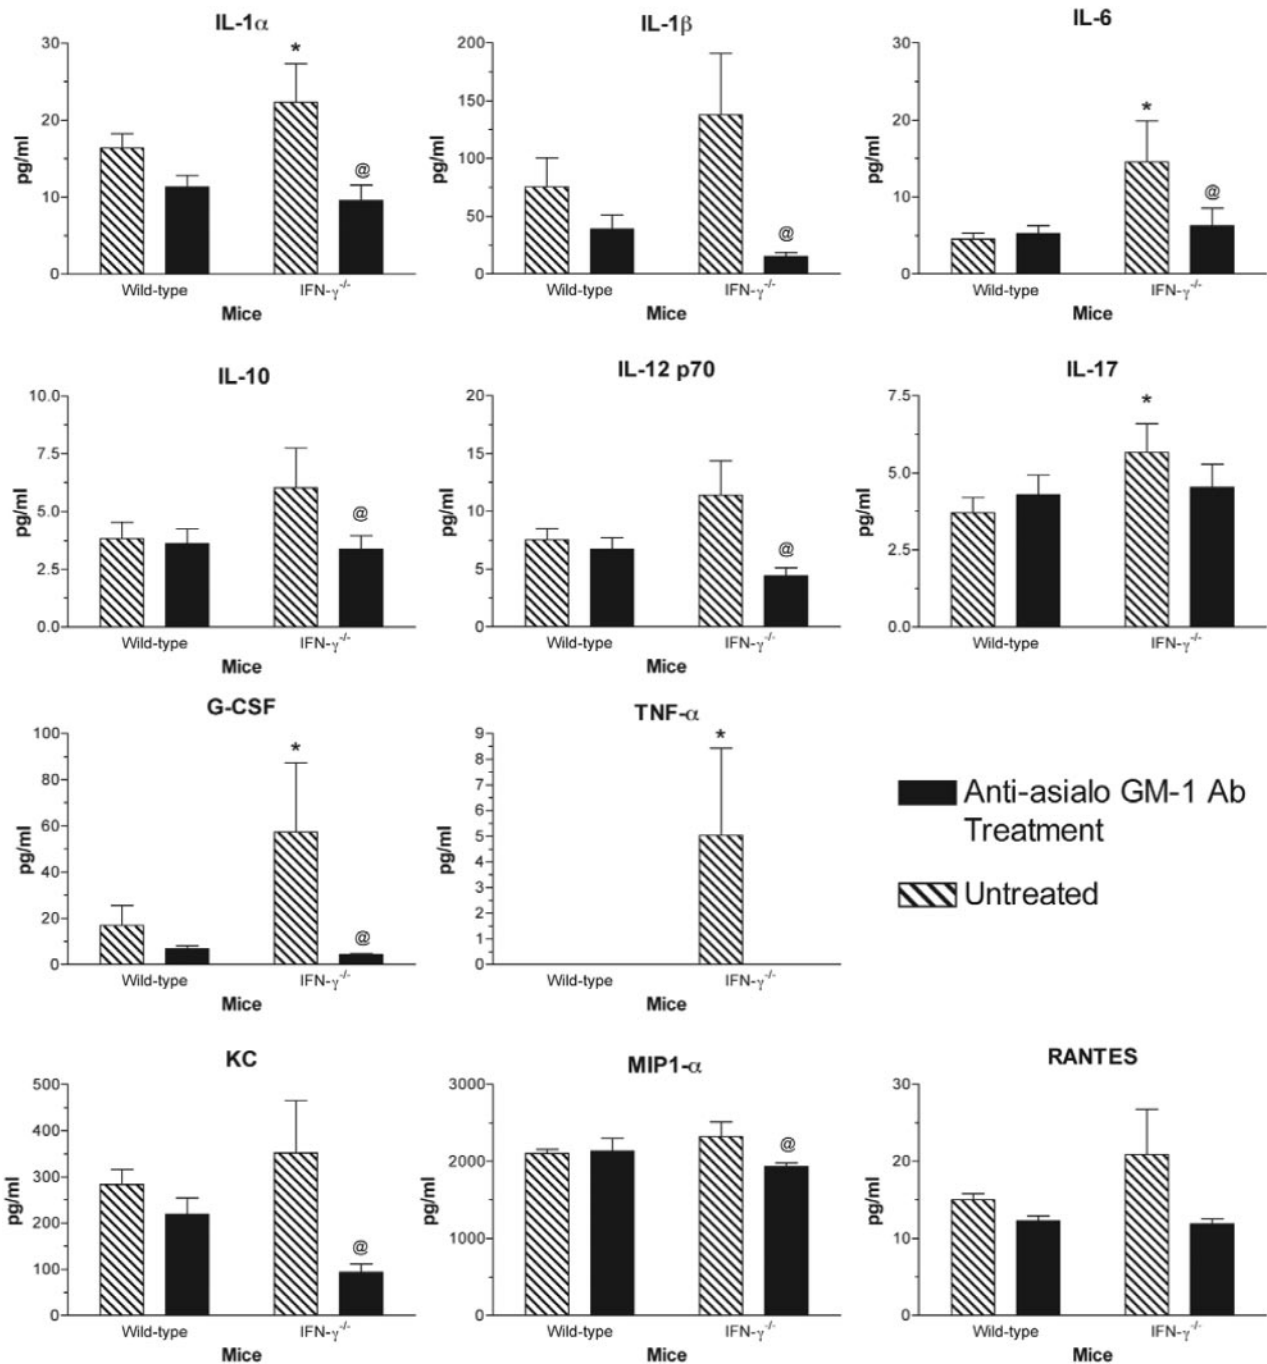 IL-1α
*
@
30
20
10
0
pg/ml
Wild-type
IFN-γ-/-
Mice
IL-1β
@
200
150
100
50
0
pg/ml
Wild-type
IFN-γ-/-
Mice
IL-6
*
@
30
20
10
0
pg/ml
Wild-type
IFN-γ-/-
Mice
IL-10
@
10.0
7.5
5.0
2.5
0.0
pg/ml
Wild-type
IFN-γ-/-
Mice
IL-12 p70
@
20
15
10
5
0
pg/ml
Wild-type
IFN-γ-/-
Mice
IL-17
*
7.5
5.0
2.5
0.0
pg/ml
Wild-type
IFN-γ-/-
Mice
G-CSF
*
@
100
80
60
40
20
0
pg/ml
Wild-type
IFN-γ-/-
Mice
TNF-α
*
9
8
7
6
5
4
3
2
1
0
pg/ml
Wild-type
IFN-γ-/-
Mice
Anti-asialo GM-1 Ab
Treatment
Untreated
KC
@
500
400
300
200
100
0
pg/ml
Wild-type
IFN-γ-/-
Mice
MIP1-α
@
3000
2000
1000
0
pg/ml
Wild-type
IFN-γ-/-
Mice
RANTES
30
20
10
0
pg/ml
Wild-type
IFN-γ-/-
Mice